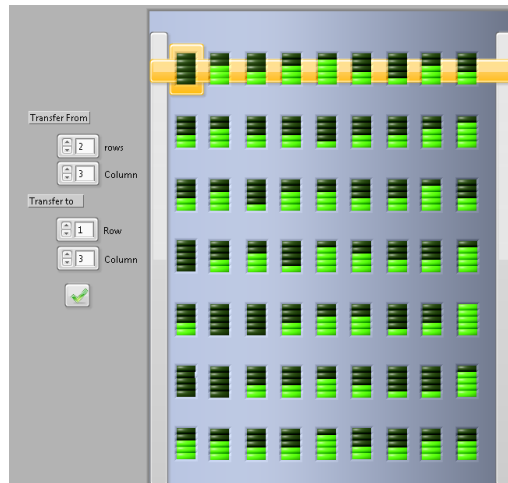 Transfer From
2 rows
3 Column
Transfer to
1 Row
3 Column